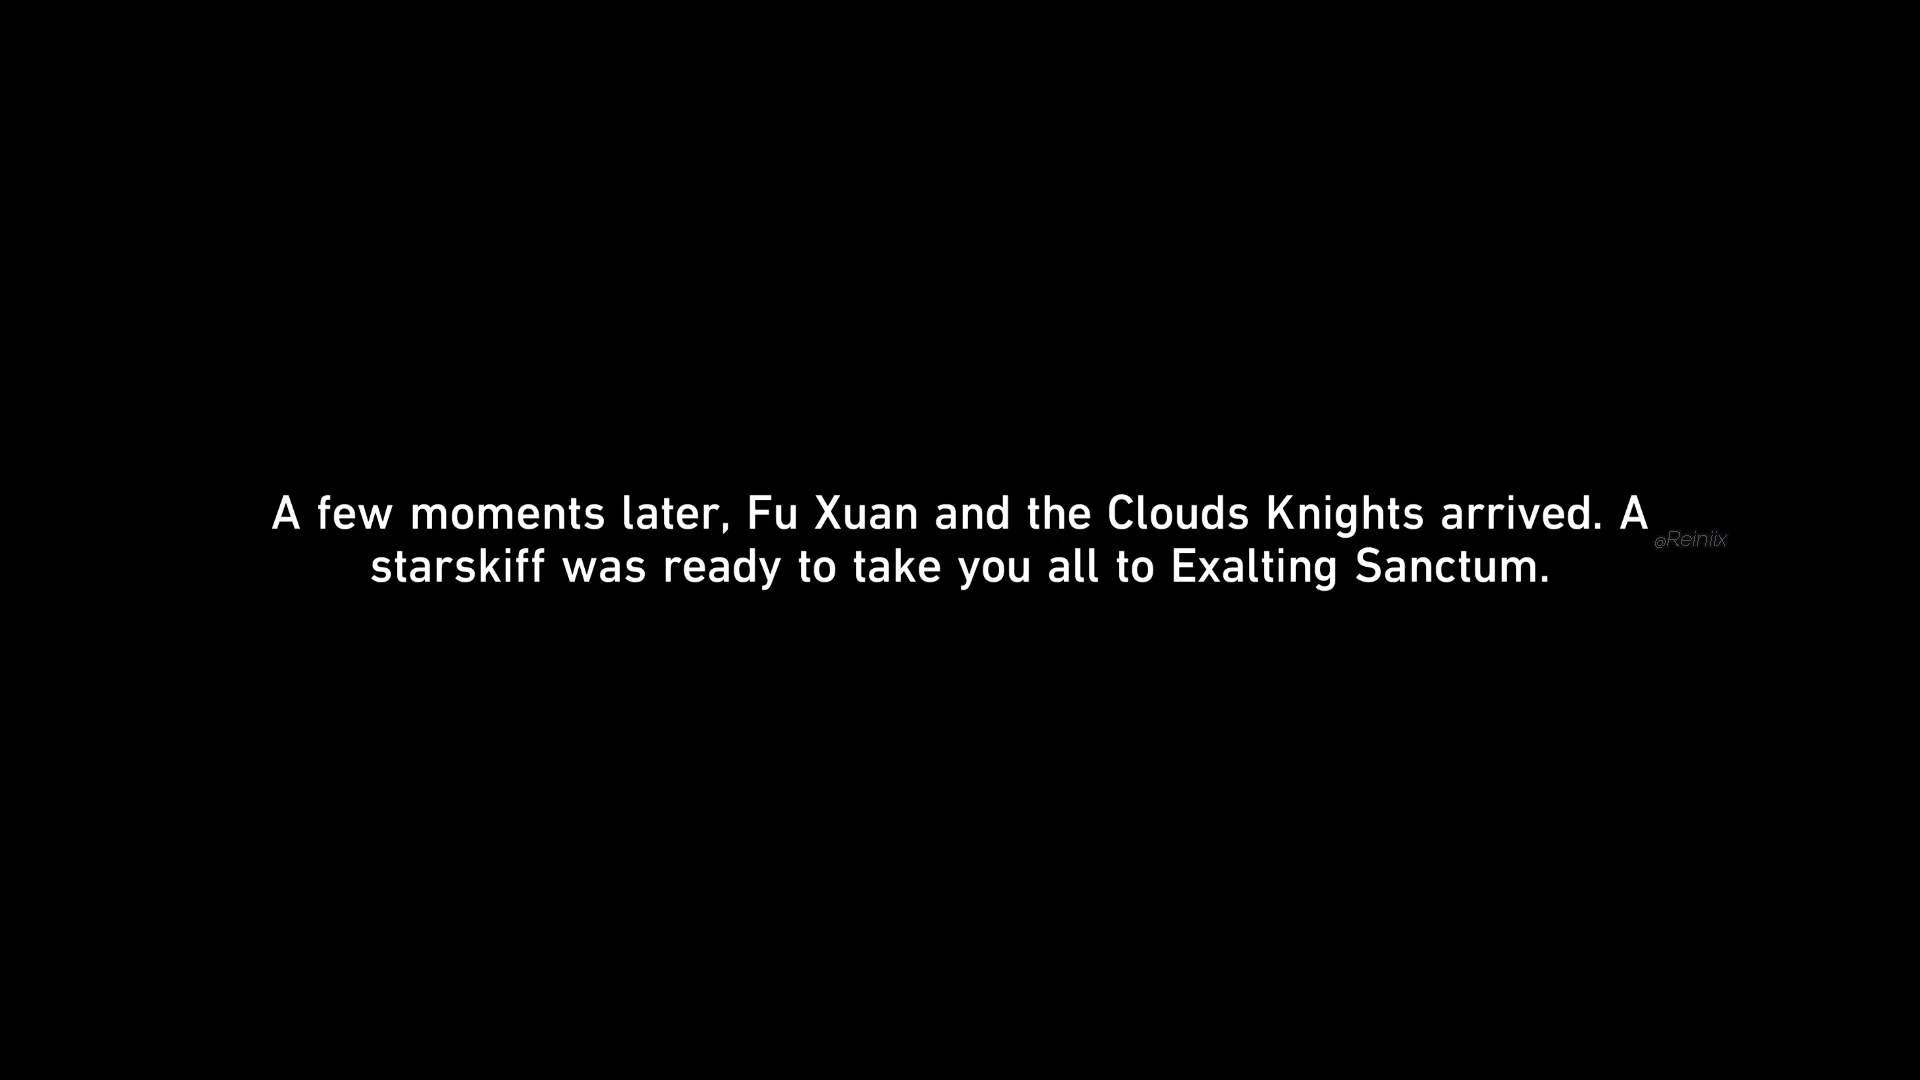 A few moments later, Fu Xuan and the Clouds Knights arrived. A
@Reiniix
starskiff was ready to take you all to Exalting Sanctum.